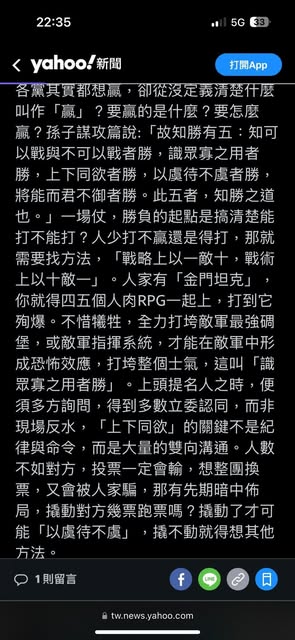 22:35
5G
33
yahoo!新聞
打開App
各黨其實都想贏，卻從沒定義清楚什麼
叫作「贏」？要贏的是什麼？要怎麼
贏？孫子謀攻篇說:「故知勝有五：知可
以戰與不可以戰者勝，識眾寡之用者
勝，上下同欲者勝，以虞待不虞者勝，
將能而君不御者勝。此五者，知勝之道
也。」一場仗，勝負的起點是搞清楚能
打不能打？人少打不贏還是得打，那就
需要找方法，「戰略上以一敵十，戰術
上以十敵一」。人家有「金門坦克」，
你就得四五個人肉RPG一起上，打到它
殉爆。不惜犧牲，全力打垮敵軍最強碉
堡，或敵軍指揮系統，才能在敵軍中形
成恐怖效應，打垮整個士氣，這叫「識
眾寡之用者勝」。上頭提名人之時，便
須多方詢問，得到多數立委認同，而非
現場反水，「上下同欲」的關鍵不是紀
律與命令，而是大量的雙向溝通。人數
不如對方，投票一定會輸，想整團換
票，又會被人家騙，那有先期暗中佈
局，撬動對方幾票跑票嗎？撬動了才可
能「以虞待不虞」，撬不動就得想其他
方法。
1則留言
LINE
tw.news.yahoo.com